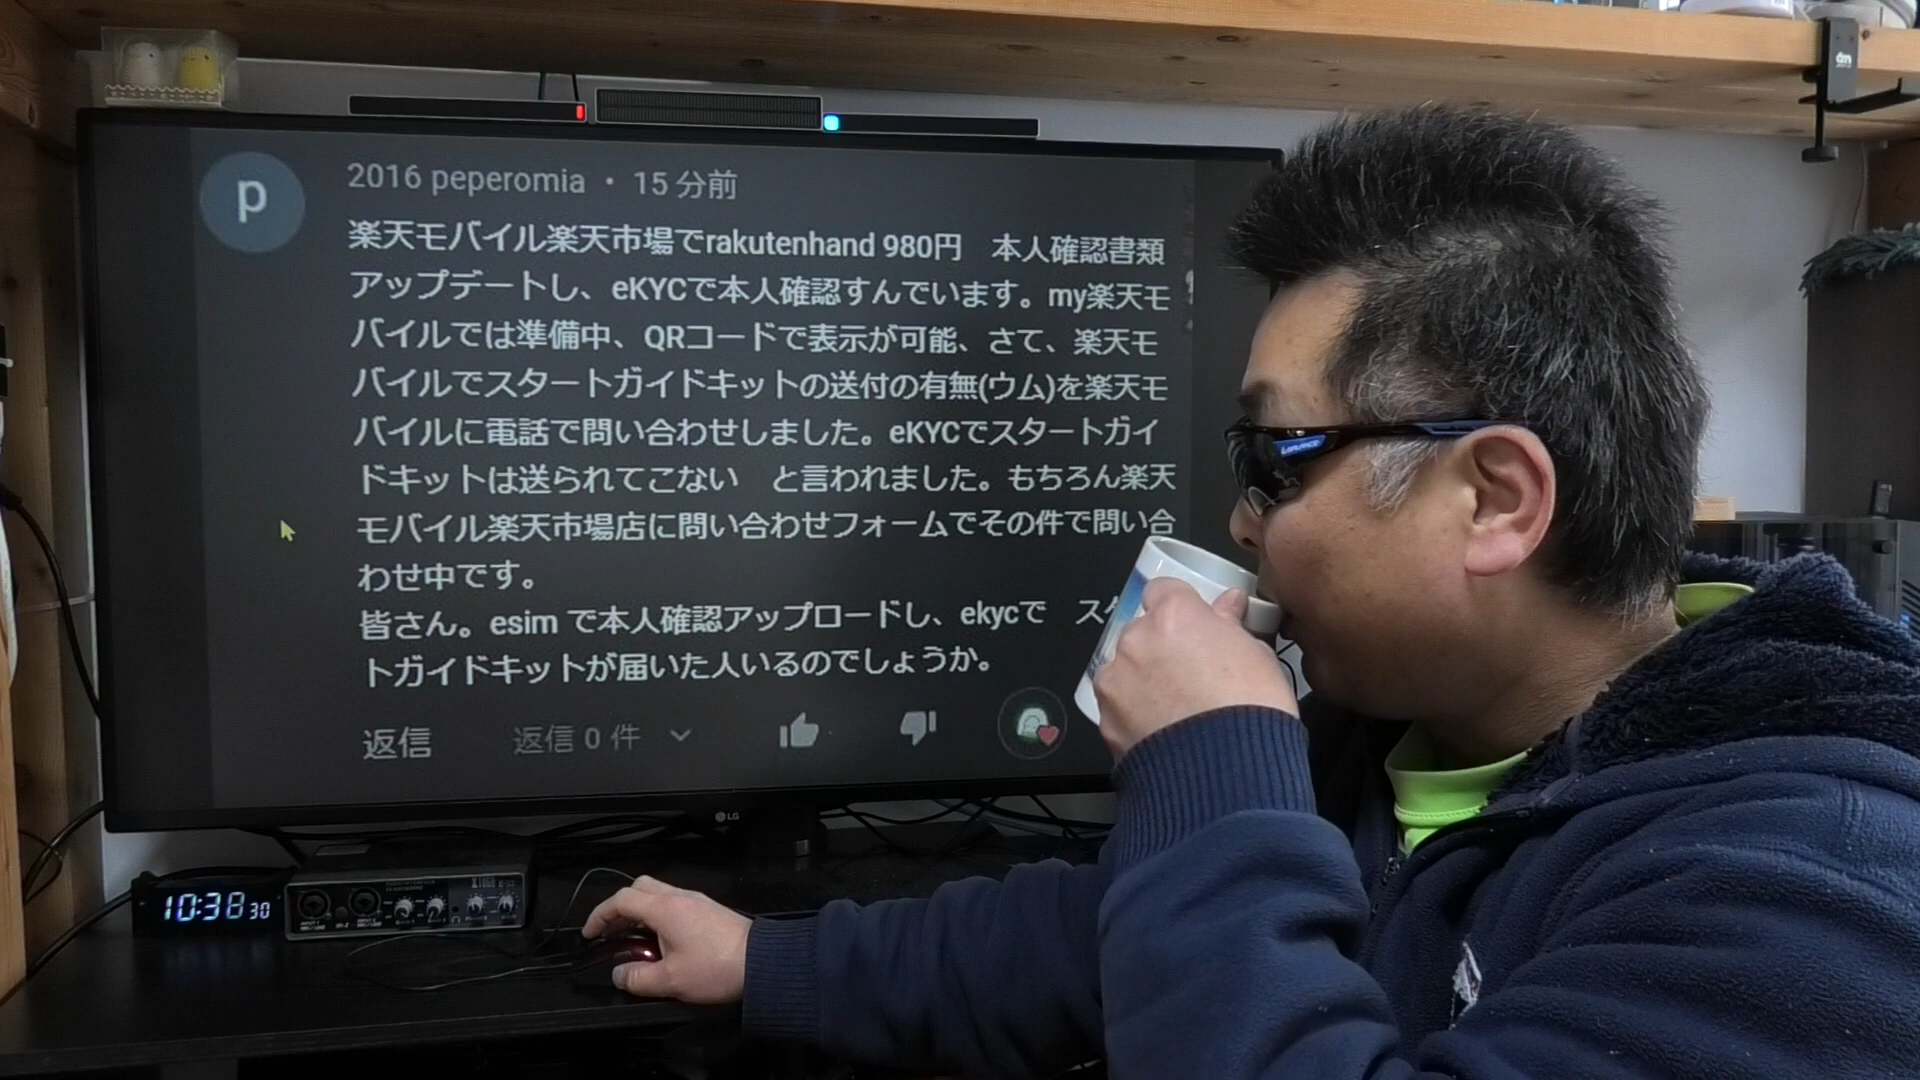 p
2016 peperomia • 15 分前
楽天モバイル楽天市場でrakutenhand 980円 本人確認書類
アップデートし、eKYCで本人確認すんでいます。my楽天モ
バイルでは準備中、QRコードで表示が可能、さて、楽天モ
バイルでスタートガイドキットの送付の有無(ウム)を楽天モ
バイルに電話で問い合わせしました。eKYCでスタートガイ
ドキットは送られてこない と言われました。もちろん楽天
モバイル楽天市場店に問い合わせフォームでその件で問い合
わせ中です。
皆さん。esim で本人確認アップロードし、ekycで スタ
トガイドキットが届いた人いるのでしょうか。
返信 返信 0 件
LG
10:38 30